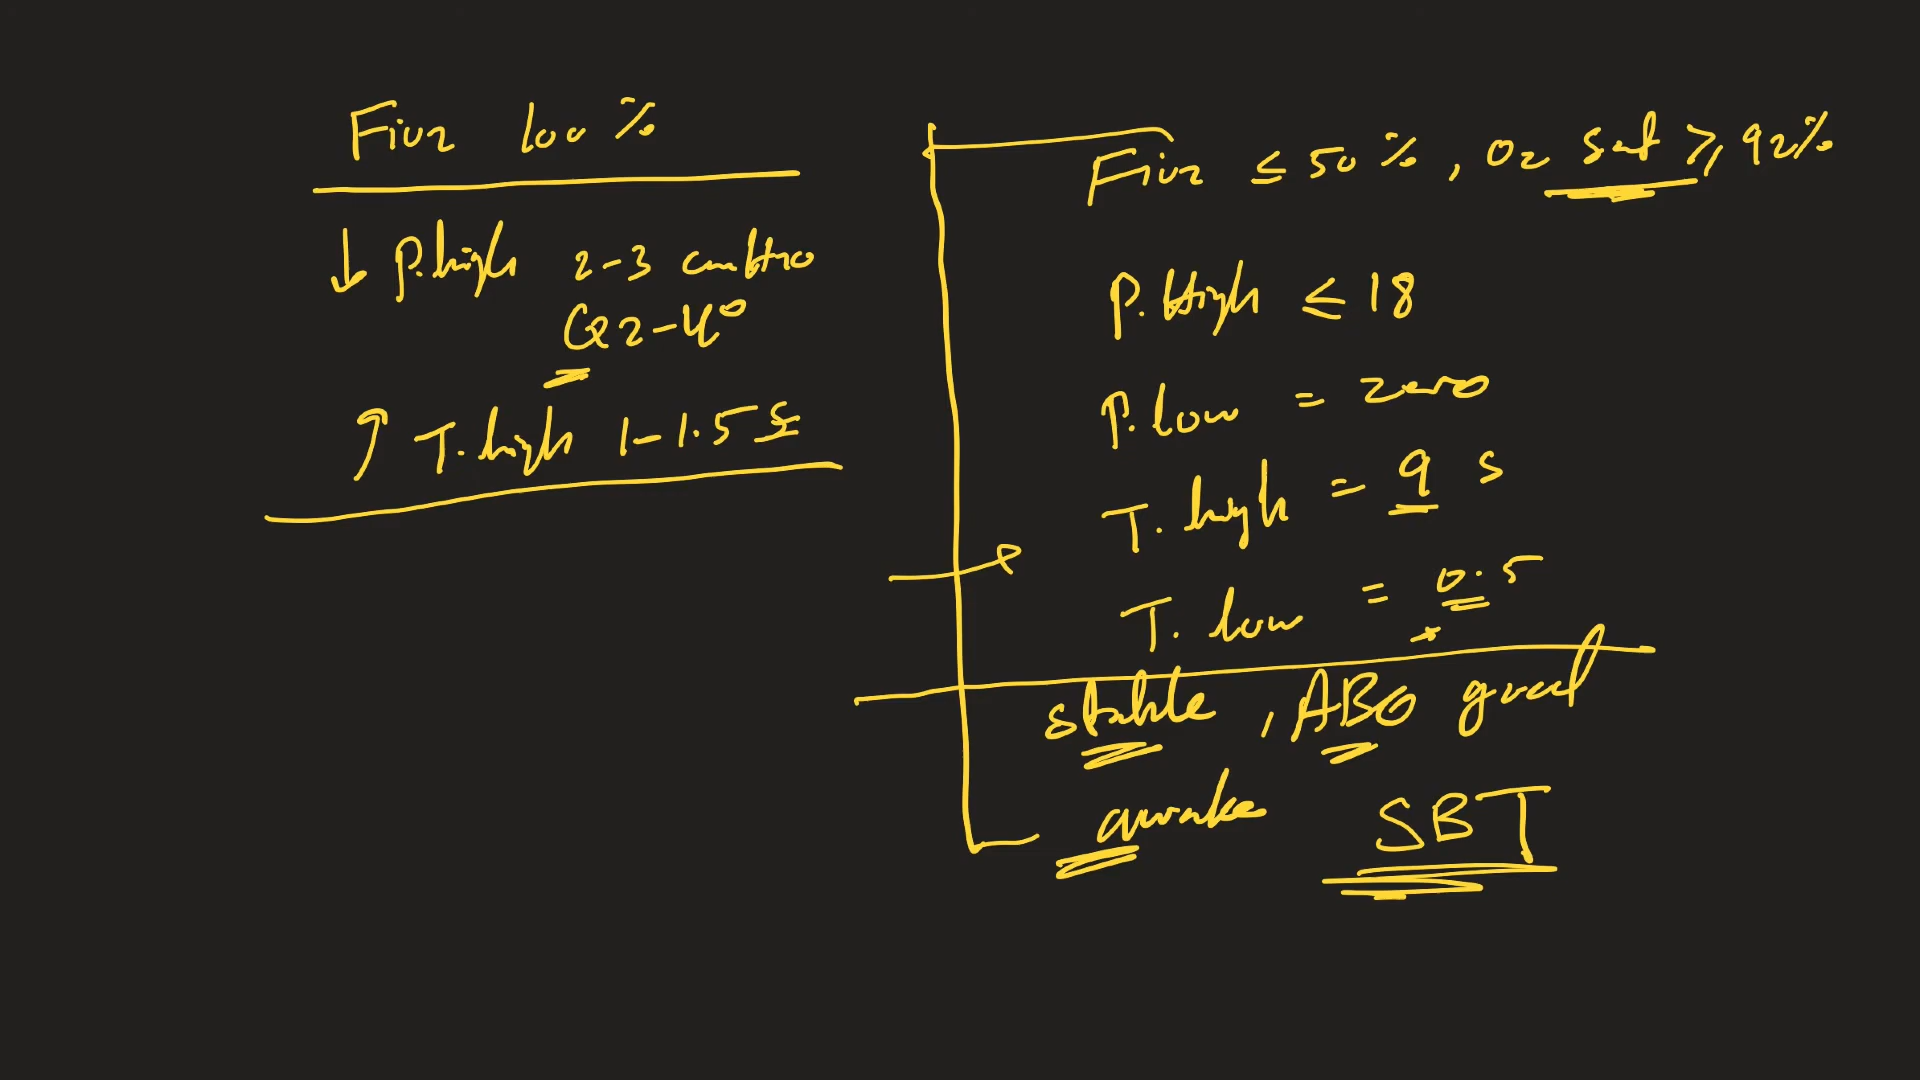 FiO2 100 %
↓ P.high 2-3 cmH2O
Q2-4°
↑ T.high 1-1.5 s
FiO2 ≤ 50 %, O2 sat ≥, 92%
P.High ≤ 18
P.low = zero
T. high = 9 s
T. low = 0.5
stable, ABG good
awake SBT